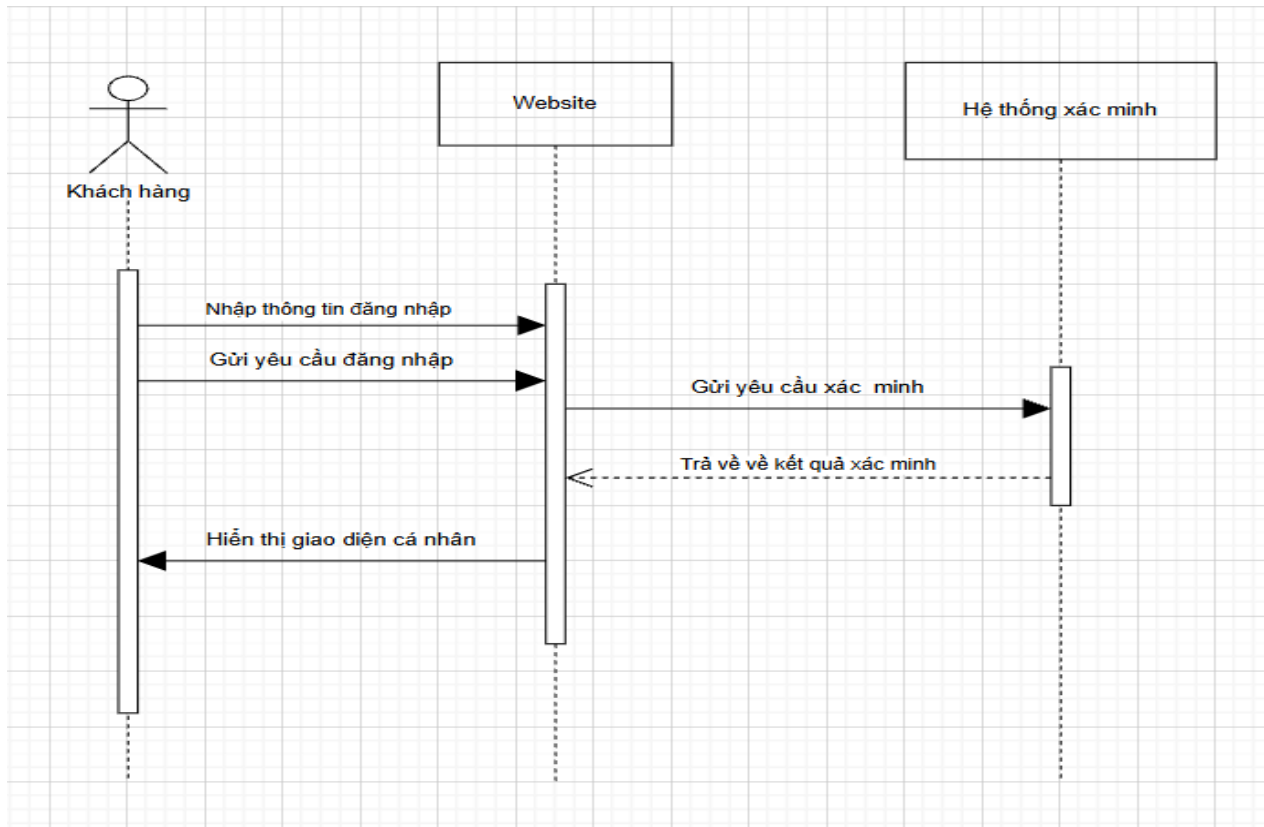 Website
Hệ thống xác minh
Khách hàng
Nhập thông tin đăng nhập
Gửi yêu cầu đăng nhập
Gửi yêu cầu xác minh
Trả về về kết quả xác minh
Hiển thị giao diện cá nhân